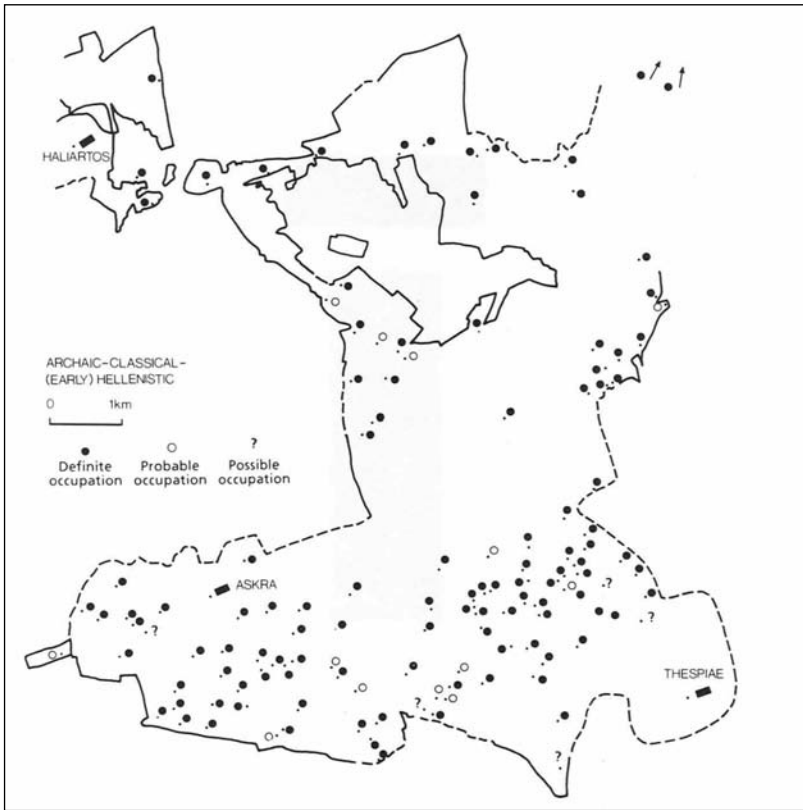 HALIARTOS
ARCHAIC–CLASSICAL–
(EARLY) HELLENISTIC
0 1km
?
Definite occupation
Probable occupation
Possible occupation
ASKRA
?
?
?
?
THESPIAE
?